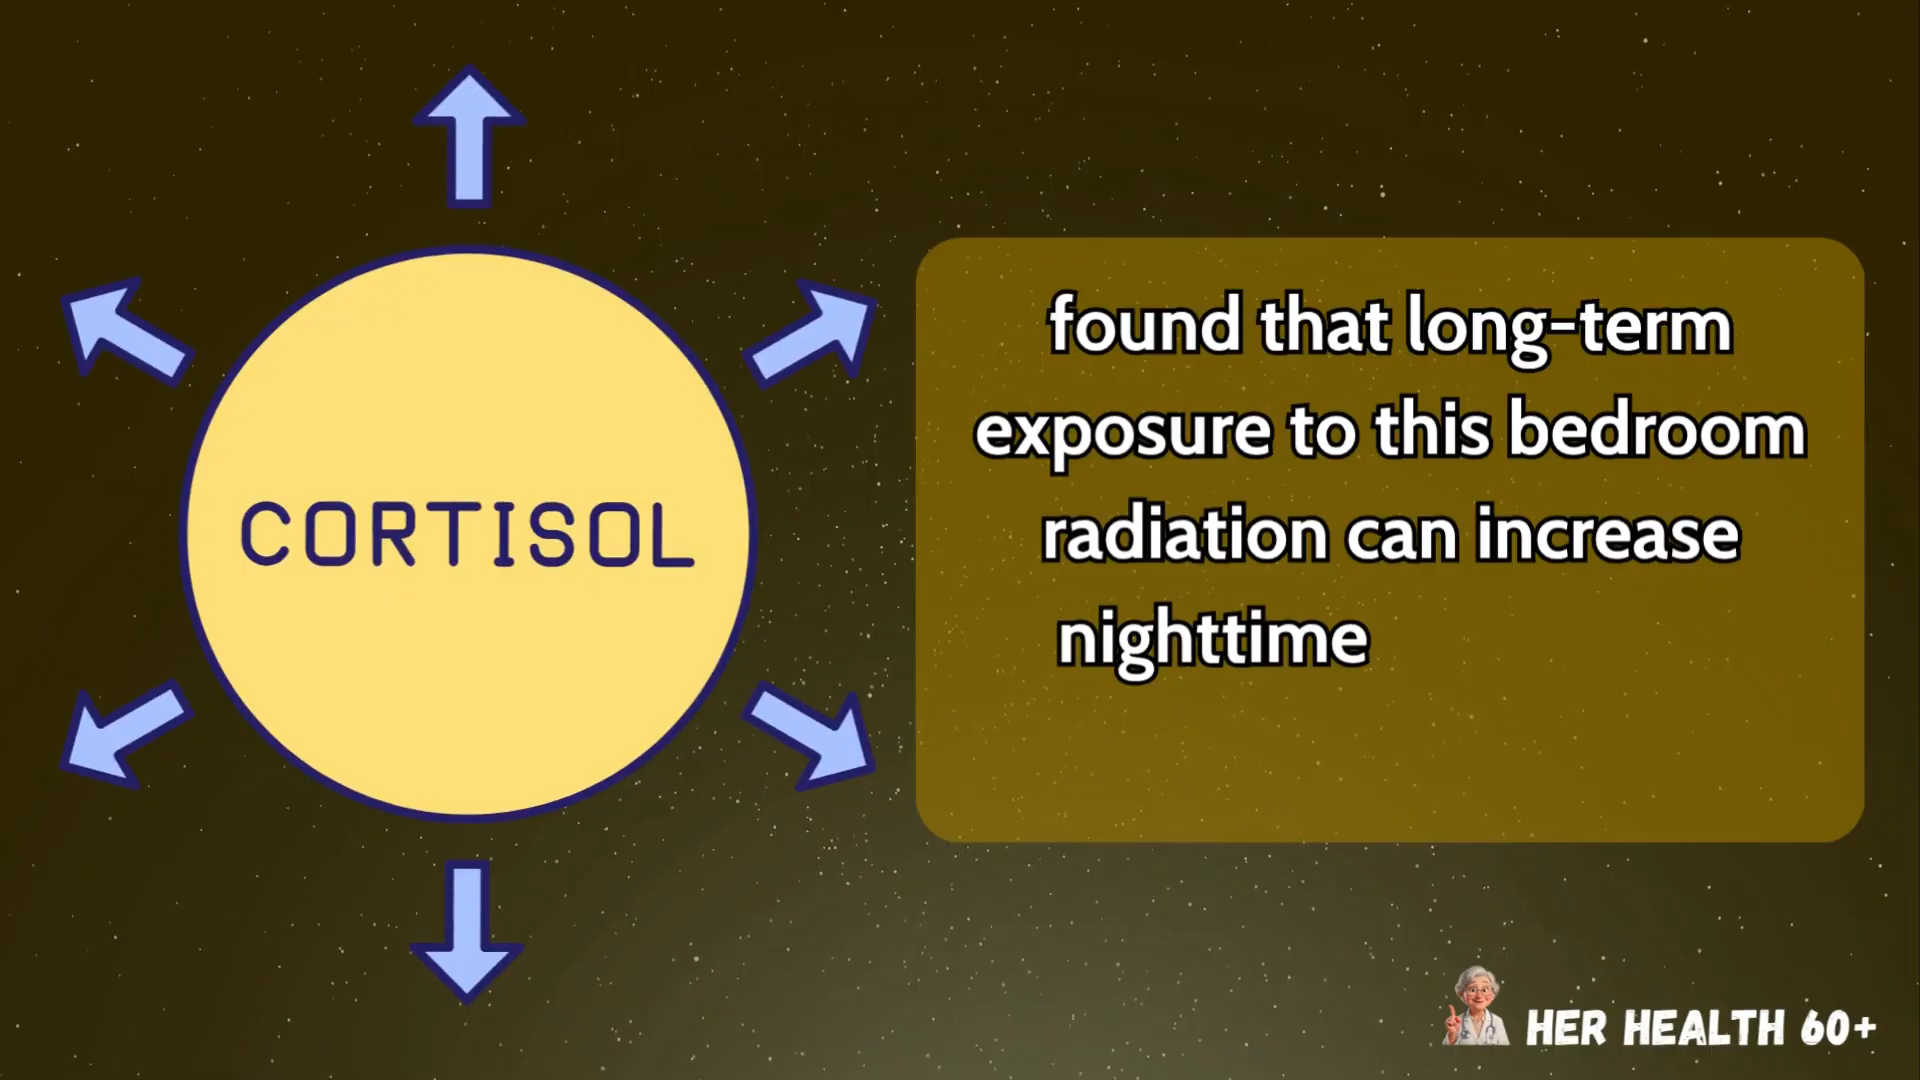 CORTISOL
found that long-term
exposure to this bedroom
radiation can increase
nighttime
HER HEALTH 60+